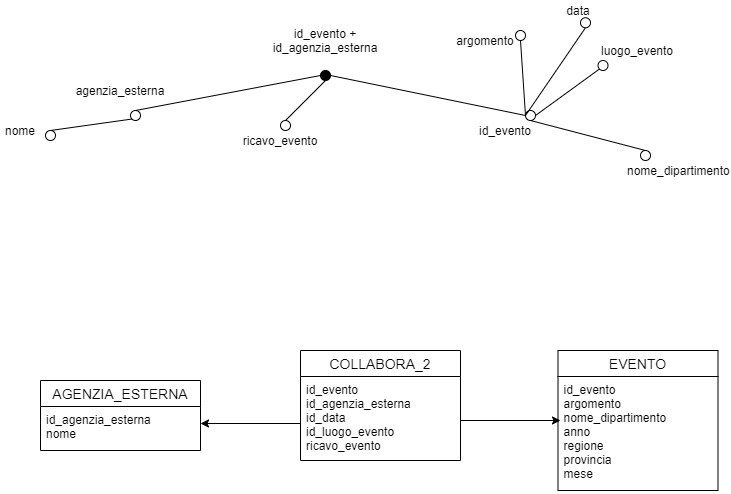 data
id_evento +
id_agenzia_esterna
argomento
luogo_evento
agenzia_esterna
nome
ricavo_evento
id_evento
nome_dipartimento
AGENZIA_ESTERNA
id_agenzia_esterna
nome
COLLABORA_2
id_evento
id_agenzia_esterna
id_data
id_luogo_evento
ricavo_evento
EVENTO
id_evento
argomento
nome_dipartimento
anno
regione
provincia
mese